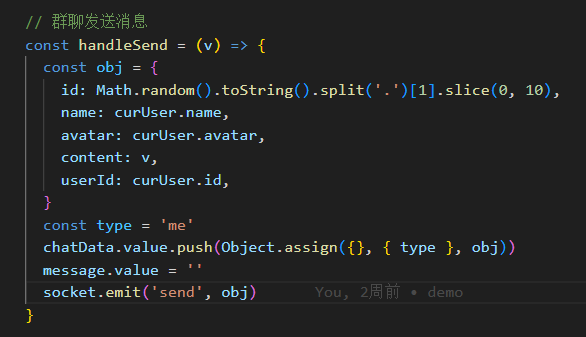 // 群聊发送消息
const handleSend = (v) => {
  const obj = {
    id: Math.random().toString().split('.')[1].slice(0, 10),
    name: curUser.name,
    avatar: curUser.avatar,
    content: v,
    userId: curUser.id,
  }
  const type = 'me'
  chatData.value.push(Object.assign({}, { type }, obj))
  message.value = ''
  socket.emit('send', obj)      You, 2周前 • demo
}